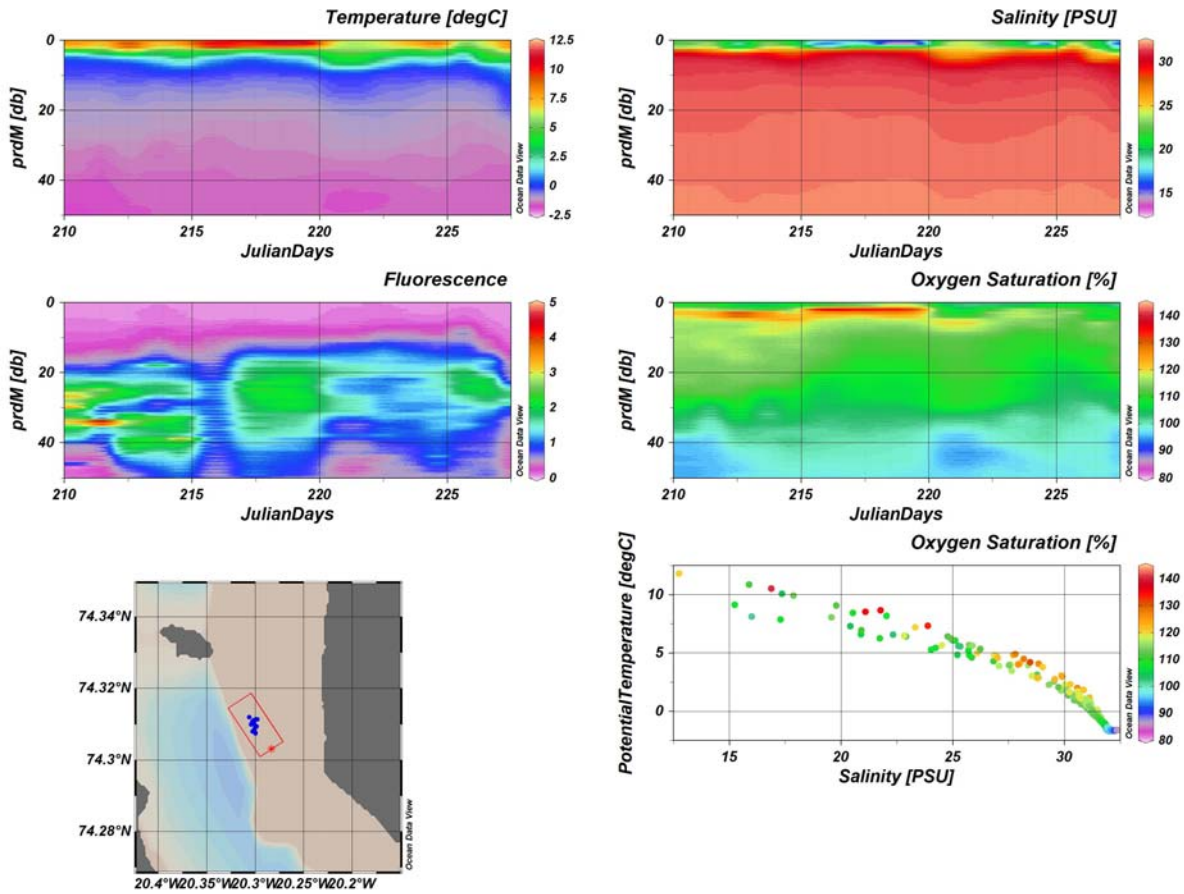 Temperature [degC]
prdM [db]
0
20
40
210
215
220
225
JulianDays
12.5
10
7.5
5
2.5
0
-2.5
Ocean Data View
Salinity [PSU]
prdM [db]
0
20
40
210
215
220
225
JulianDays
30
25
20
15
Ocean Data View
Fluorescence
prdM [db]
0
20
40
210
215
220
225
JulianDays
5
4
3
2
1
0
Ocean Data View
Oxygen Saturation [%]
prdM [db]
0
20
40
210
215
220
225
JulianDays
140
130
120
110
100
90
80
Ocean Data View
74.34°N
74.32°N
74.3°N
74.28°N
20.4°W
20.35°W
20.3°W
20.25°W
20.2°W
Ocean Data View
Oxygen Saturation [%]
PotentialTemperature [degC]
10
5
0
15
20
25
30
Salinity [PSU]
140
130
120
110
100
90
80
Ocean Data View